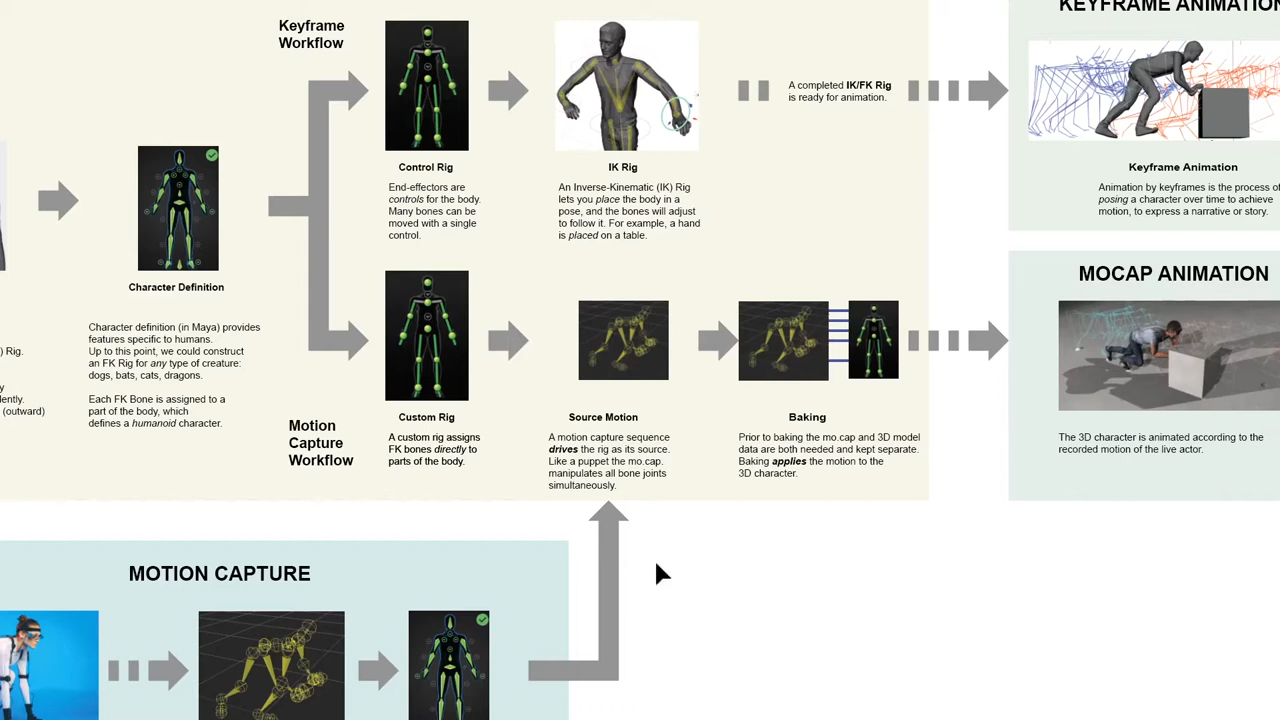 KEYFRAME ANIMATION
Keyframe
Workflow
A completed IK/FK Rig
is ready for animation.
Control Rig
End-effectors are
controls for the body.
Many bones can be
moved with a single
control.
IK Rig
An Inverse-Kinematic (IK) Rig
lets you place the body in a
pose, and the bones will adjust
to follow it. For example, a hand
is placed on a table.
Keyframe Animation
Animation by keyframes is the process of
posing a character over time to achieve
motion, to express a narrative or story.
Character Definition
Character definition (in Maya) provides
features specific to humans.
Up to this point, we could construct
an FK Rig for any type of creature:
dogs, bats, cats, dragons.
Each FK Bone is assigned to a
part of the body, which
defines a humanoid character.
) Rig.
y
lently.
(outward)
Motion
Capture
Workflow
Custom Rig
A custom rig assigns
FK bones directly to
parts of the body.
Source Motion
A motion capture sequence
drives the rig as its source.
Like a puppet the mo.cap.
manipulates all bone joints
simultaneously.
Baking
Prior to baking the mo.cap and 3D model
data are both needed and kept separate.
Baking applies the motion to the
3D character.
MOCAP ANIMATION
The 3D character is animated according to the
recorded motion of the live actor.
MOTION CAPTURE